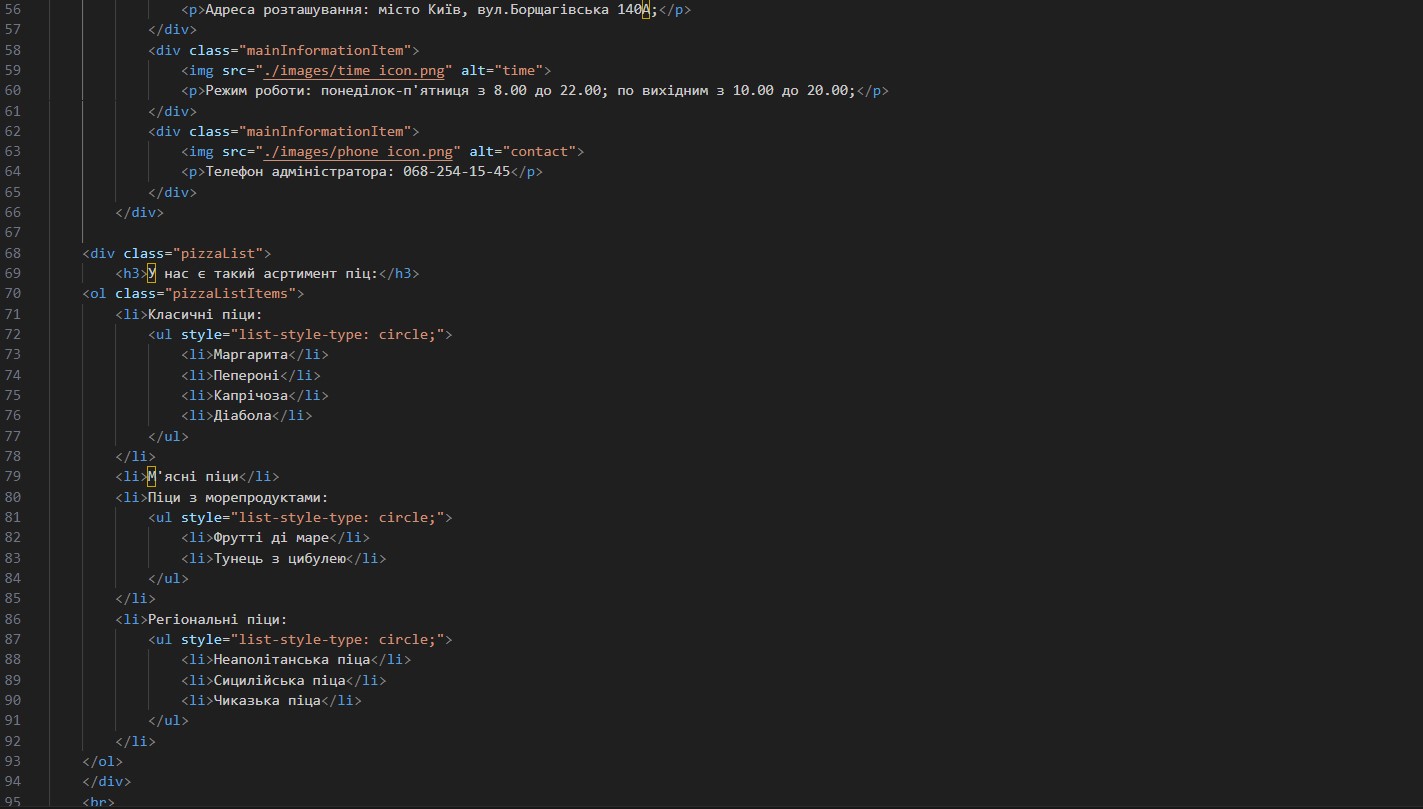 56 <p>Адреса розташування: місто Київ, вул.Борщагівська 140А;</p>
57 </div>
58 <div class="mainInformationItem">
59 <img src="./images/time_icon.png" alt="time">
60 <p>Режим роботи: понеділок-п'ятниця з 8.00 до 22.00; по вихідним з 10.00 до 20.00;</p>
61 </div>
62 <div class="mainInformationItem">
63 <img src="./images/phone_icon.png" alt="contact">
64 <p>Телефон адміністратора: 068-254-15-45</p>
65 </div>
66 </div>
67
68 <div class="pizzaList">
69 <h3>У нас є такий асртимент піц:</h3>
70 <ol class="pizzaListItems">
71 <li>Класичні піци:
72 <ul style="list-style-type: circle;">
73 <li>Маргарита</li>
74 <li>Пепероні</li>
75 <li>Капрічоза</li>
76 <li>Діабола</li>
77 </ul>
78 </li>
79 <li>М'ясні піци</li>
80 <li>Піци з морепродуктами:
81 <ul style="list-style-type: circle;">
82 <li>Фрутті ді маре</li>
83 <li>Тунець з цибулею</li>
84 </ul>
85 </li>
86 <li>Регіональні піци:
87 <ul style="list-style-type: circle;">
88 <li>Неаполітанська піца</li>
89 <li>Сицилійська піца</li>
90 <li>Чиказька піца</li>
91 </ul>
92 </li>
93 </ol>
94 </div>
95 <br>